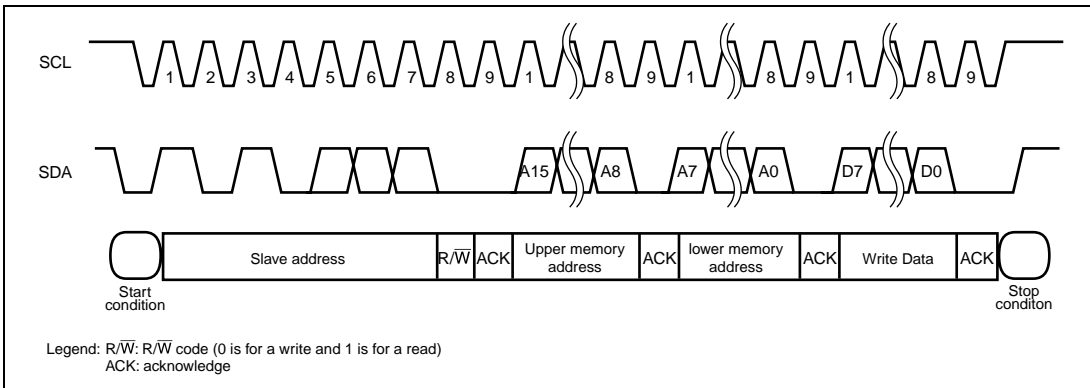 SCL
1 2 3 4 5 6 7 8 9 1 8 9 1 8 9 1 8 9
SDA
A15 A8 A7 A0 D7 D0
Slave address R/W̅ ACK Upper memory address ACK lower memory address ACK Write Data ACK
Start condition
Stop conditon
Legend: R/W̅: R/W̅ code (0 is for a write and 1 is for a read)
ACK: acknowledge